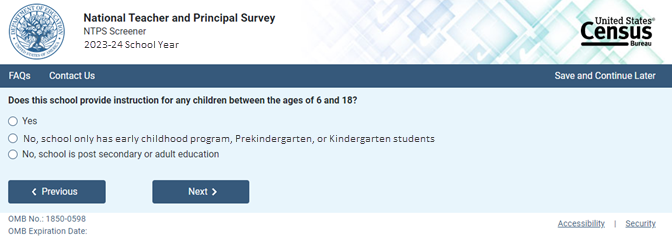 National Teacher and Principal Survey
NTPS Screener
2023-24 School Year
United States®
Census
Bureau
FAQs Contact Us Save and Continue Later
Does this school provide instruction for any children between the ages of 6 and 18?
Yes
No, school only has early childhood program, Prekindergarten, or Kindergarten students
No, school is post secondary or adult education
Previous Next
OMB No.: 1850-0598
OMB Expiration Date:
Accessibility | Security